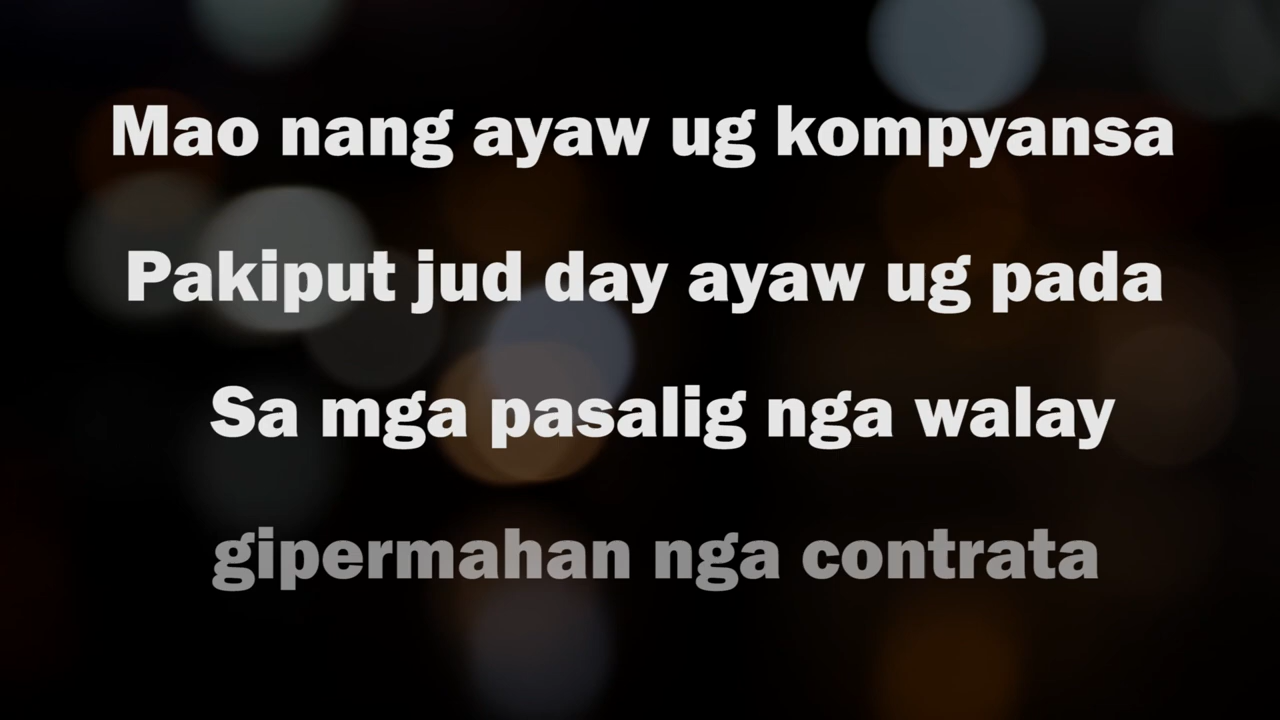 Mao nang ayaw ug kompyansa
Pakiput jud day ayaw ug pada
Sa mga pasalig nga walay
gipermahan nga contrata